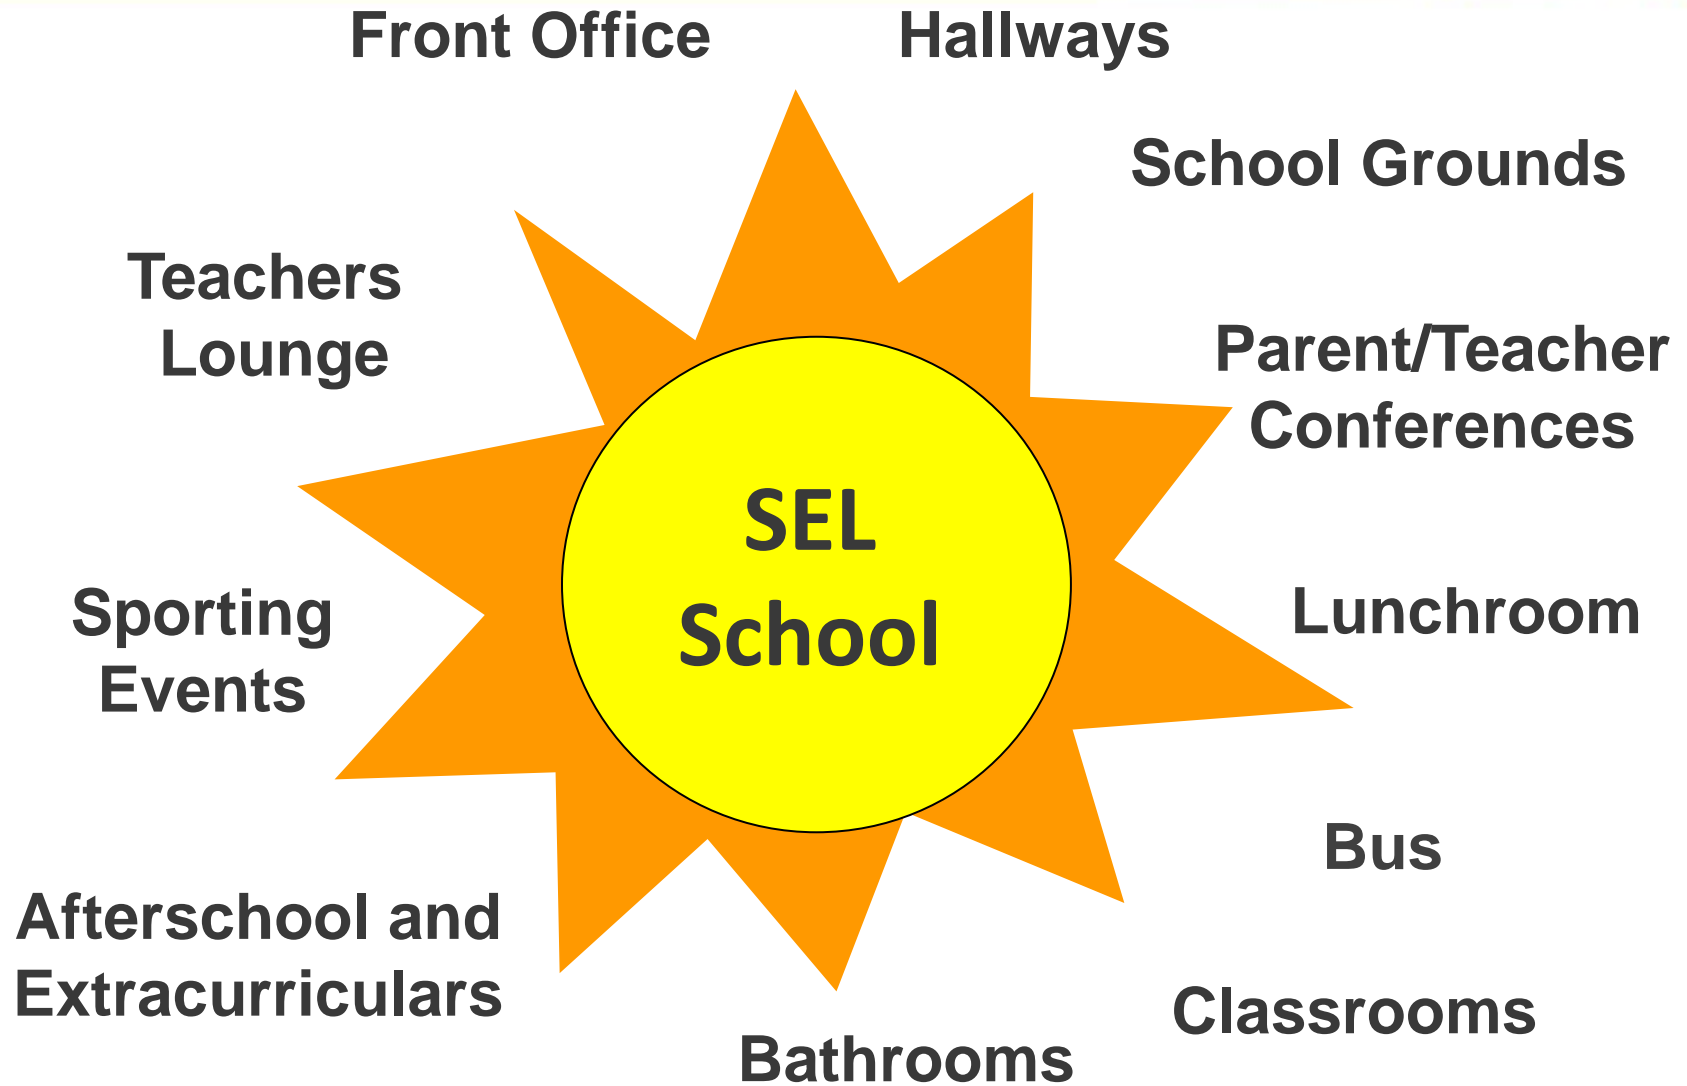 Front Office
Hallways
School Grounds
Teachers
Lounge
Parent/Teacher
Conferences
SEL
School
Sporting
Events
Lunchroom
Bus
Afterschool and
Extracurriculars
Classrooms
Bathrooms